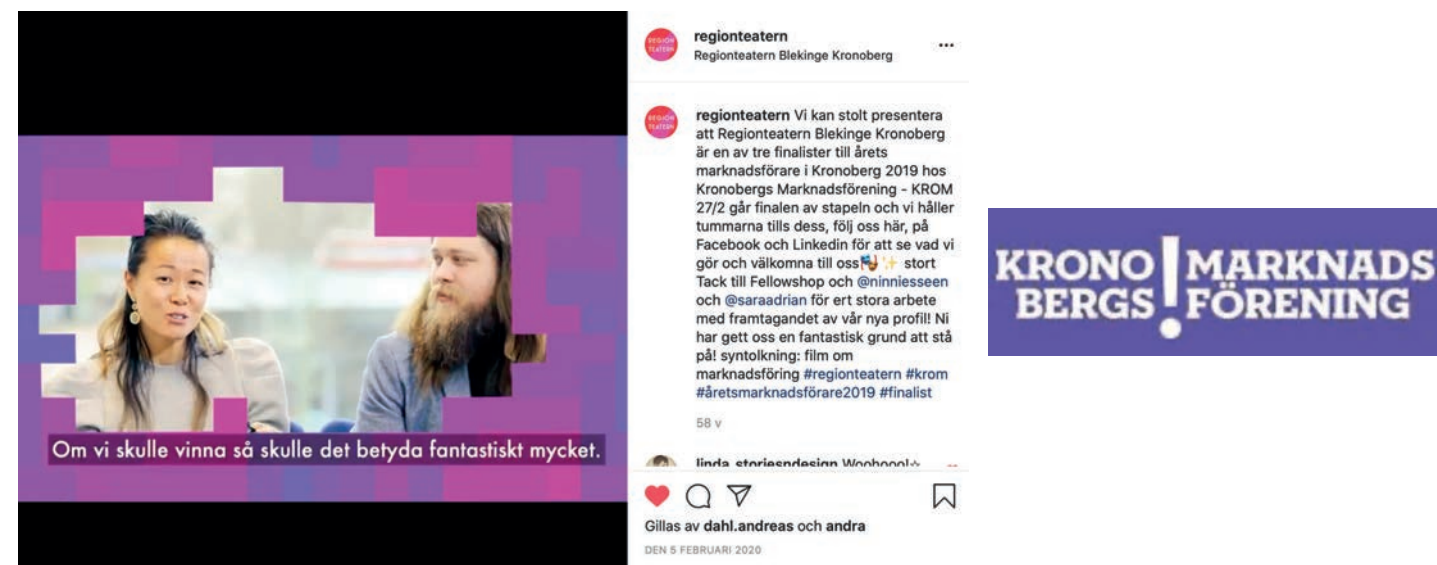 Om vi skulle vinna så skulle det betyda fantastiskt mycket.
REGION
TEATERN
regionteatern
Regionteatern Blekinge Kronoberg
REGION
TEATERN
regionteatern Vi kan stolt presentera
att Regionteatern Blekinge Kronoberg
är en av tre finalister till årets
marknadsförare i Kronoberg 2019 hos
Kronobergs Marknadsförening - KROM
27/2 går finalen av stapeln och vi håller
tummarna tills dess, följ oss här, på
Facebook och Linkedin för att se vad vi
gör och välkomna till oss🎭✨ stort
Tack till Fellowshop och @ninniesseen
och @saraadrian för ert stora arbete
med framtagandet av vår nya profil! Ni
har gett oss en fantastisk grund att stå
på! syntolkning: film om
marknadsföring #regionteatern #krom
#åretsmarknadsförare2019 #finalist
58 v
linda_storiesndesign Woohooo!
Gillas av dahl.andreas och andra
DEN 5 FEBRUARI 2020
KRONO ! MARKNADS
BERGS FÖRENING